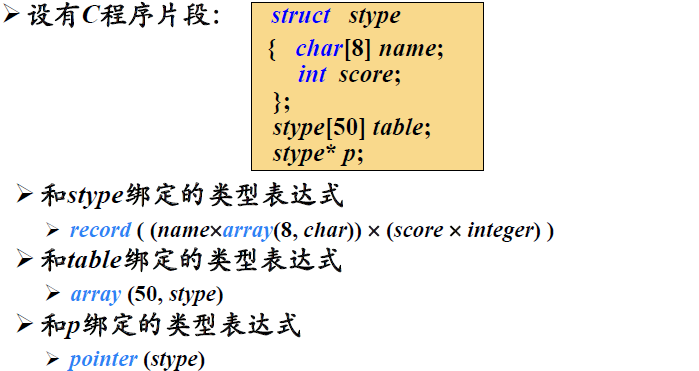 ➢ 设有C程序片段:
struct stype
{ char[8] name;
int score;
};
stype[50] table;
stype* p;
➢ 和stype绑定的类型表达式
➢ record ( (name×array(8, char)) × (score × integer) )
➢ 和table绑定的类型表达式
➢ array (50, stype)
➢ 和p绑定的类型表达式
➢ pointer (stype)